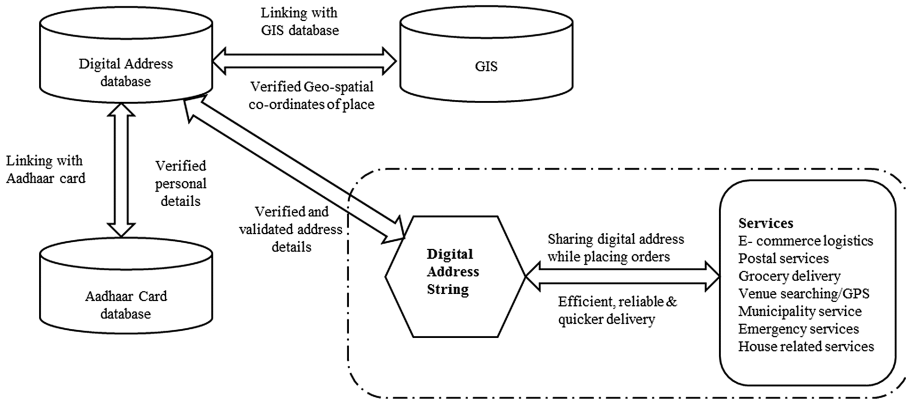 Linking with
GIS database
Digital Address
database
GIS
Verified Geo-spatial
co-ordinates of place
Linking with
Aadhaar card
Verified
personal
details
Verified and
validated address
details
Aadhaar Card
database
Digital
Address
String
Sharing digital address
while placing orders
Efficient, reliable &
quicker delivery
Services
E- commerce logistics
Postal services
Grocery delivery
Venue searching/GPS
Municipality service
Emergency services
House related services